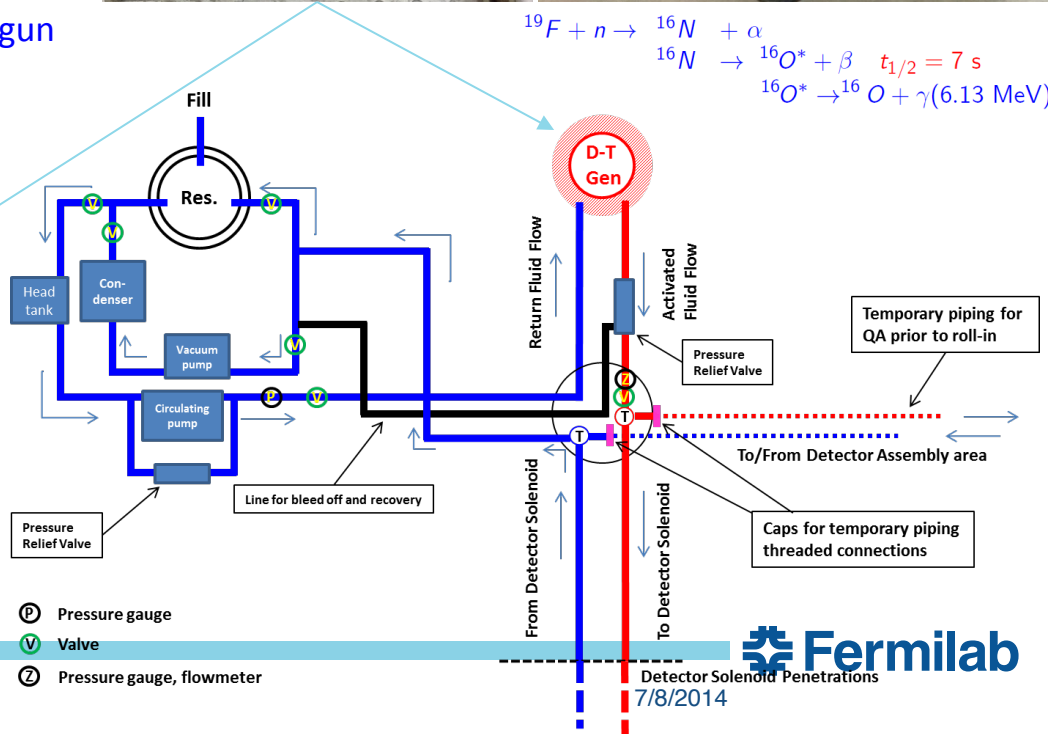 gun
¹⁹F + n → ¹⁶N + α
¹⁶N → ¹⁶O* + β t₁/₂ = 7 s
¹⁶O* →¹⁶ O + γ(6.13 MeV)
Fill
Res.
V
V
V
Head
tank
Con-
denser
Vacuum
pump
V
Circulating
pump
P
V
Pressure
Relief Valve
Line for bleed off and recovery
D-T
Gen
Return Fluid Flow
Activated
Fluid Flow
Pressure
Relief Valve
Z
V
T
T
Temporary piping for
QA prior to roll-in
To/From Detector Assembly area
Caps for temporary piping
threaded connections
From Detector Solenoid
To Detector Solenoid
P Pressure gauge
V Valve
Z Pressure gauge, flowmeter
Fermilab
Detector Solenoid Penetrations
7/8/2014